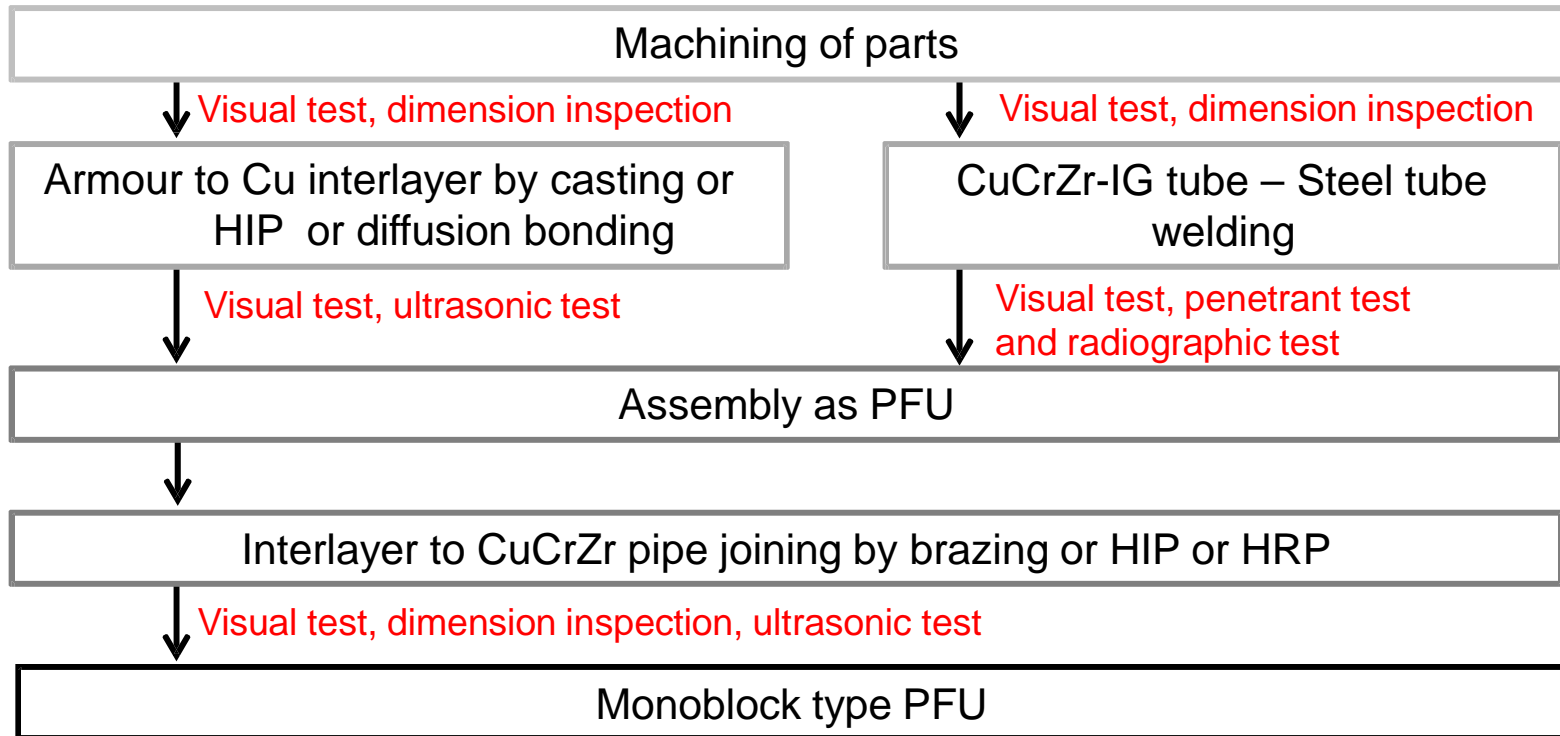 Machining of parts
Visual test, dimension inspection
Visual test, dimension inspection
Armour to Cu interlayer by casting or
HIP or diffusion bonding
CuCrZr-IG tube – Steel tube
welding
Visual test, ultrasonic test
Visual test, penetrant test
and radiographic test
Assembly as PFU
Interlayer to CuCrZr pipe joining by brazing or HIP or HRP
Visual test, dimension inspection, ultrasonic test
Monoblock type PFU